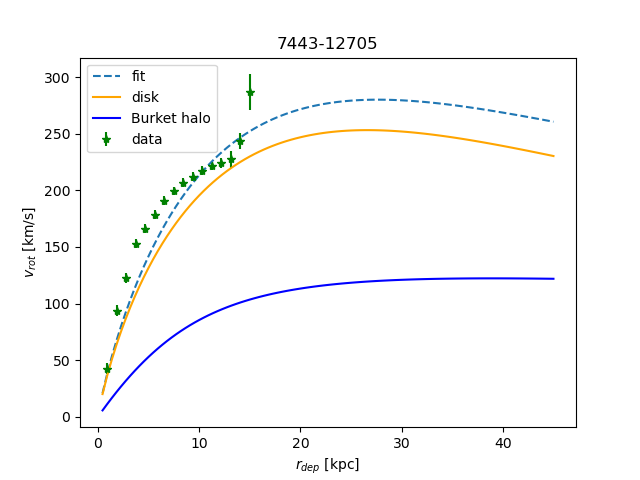 7443-12705
fit
disk
Burket halo
data
300
250
200
150
100
50
0
v_rot [km/s]
0 10 20 30 40
r_dep [kpc]